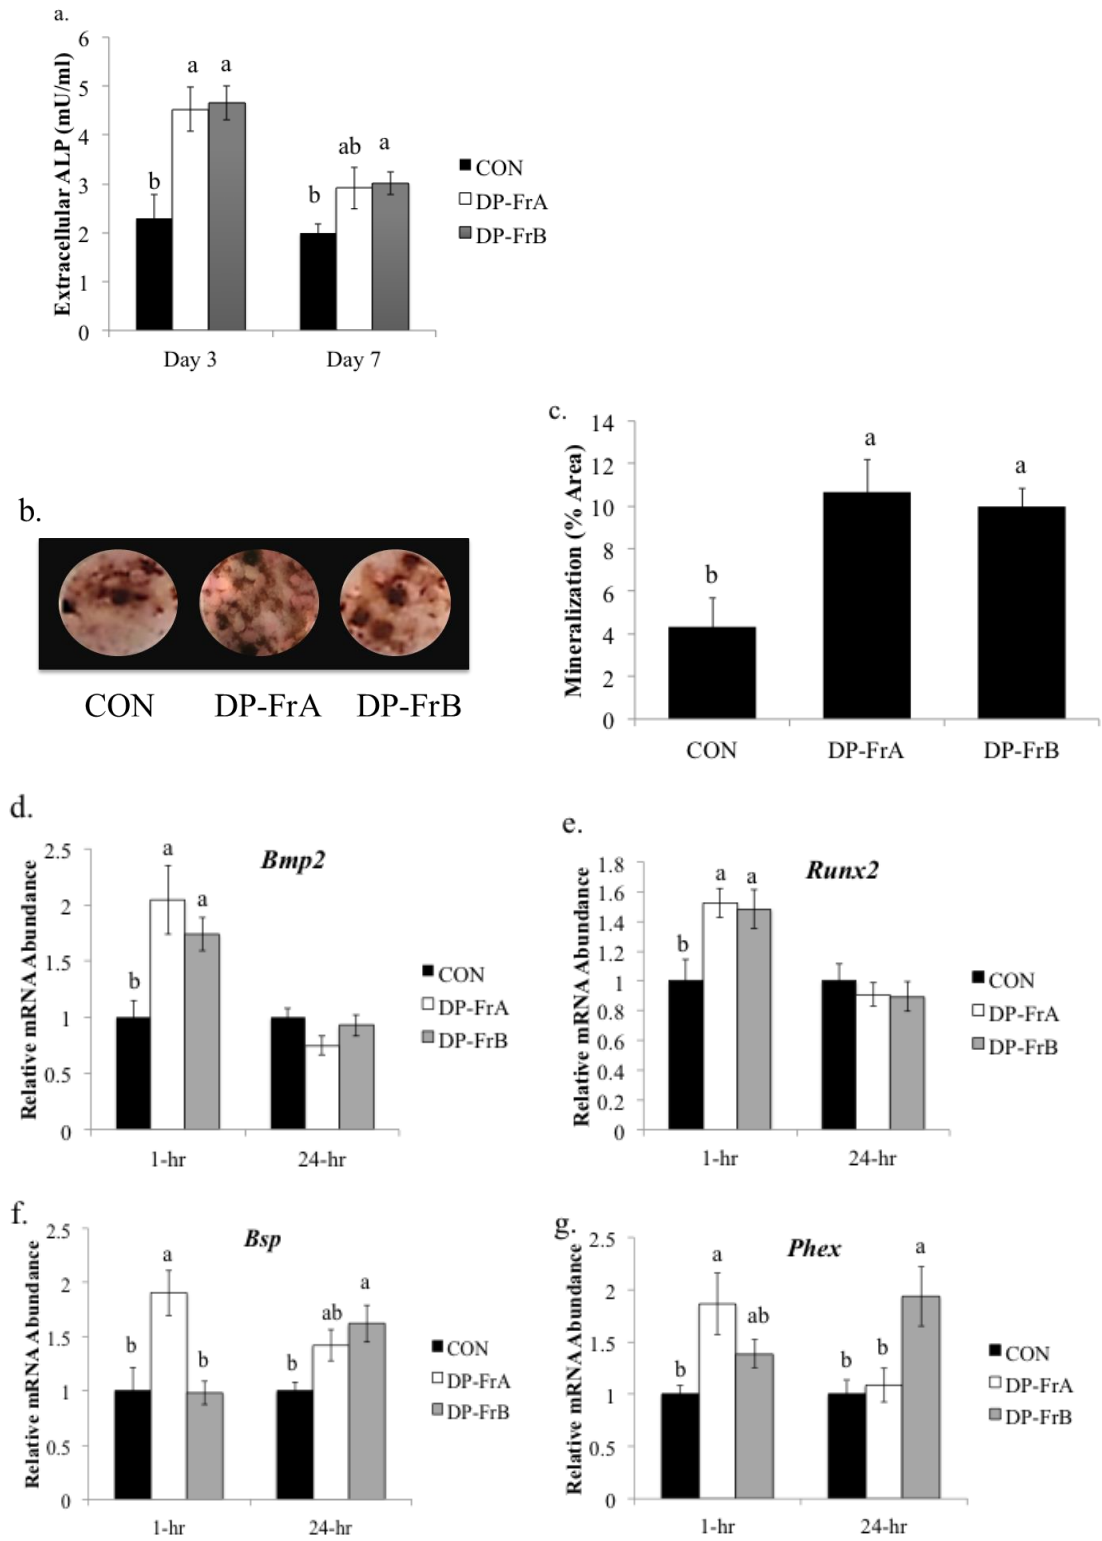 a.
Extracellular ALP (mU/ml)
6
5
4
3
2
1
0
b
a
a
b
ab
a
Day 3
Day 7
CON
DP-FrA
DP-FrB
b.
CON
DP-FrA
DP-FrB
c.
Mineralization (% Area)
14
12
10
8
6
4
2
0
b
a
a
CON
DP-FrA
DP-FrB
d.
Bmp2
Relative mRNA Abundance
2.5
2
1.5
1
0.5
0
b
a
a
1-hr
24-hr
CON
DP-FrA
DP-FrB
e.
Runx2
Relative mRNA Abundance
1.8
1.6
1.4
1.2
1
0.8
0.6
0.4
0.2
0
b
a
a
1-hr
24-hr
CON
DP-FrA
DP-FrB
f.
Bsp
Relative mRNA Abundance
2.5
2
1.5
1
0.5
0
b
a
b
b
ab
a
1-hr
24-hr
CON
DP-FrA
DP-FrB
g.
Phex
Relative mRNA Abundance
2.5
2
1.5
1
0.5
0
b
a
ab
b
b
a
1-hr
24-hr
CON
DP-FrA
DP-FrB